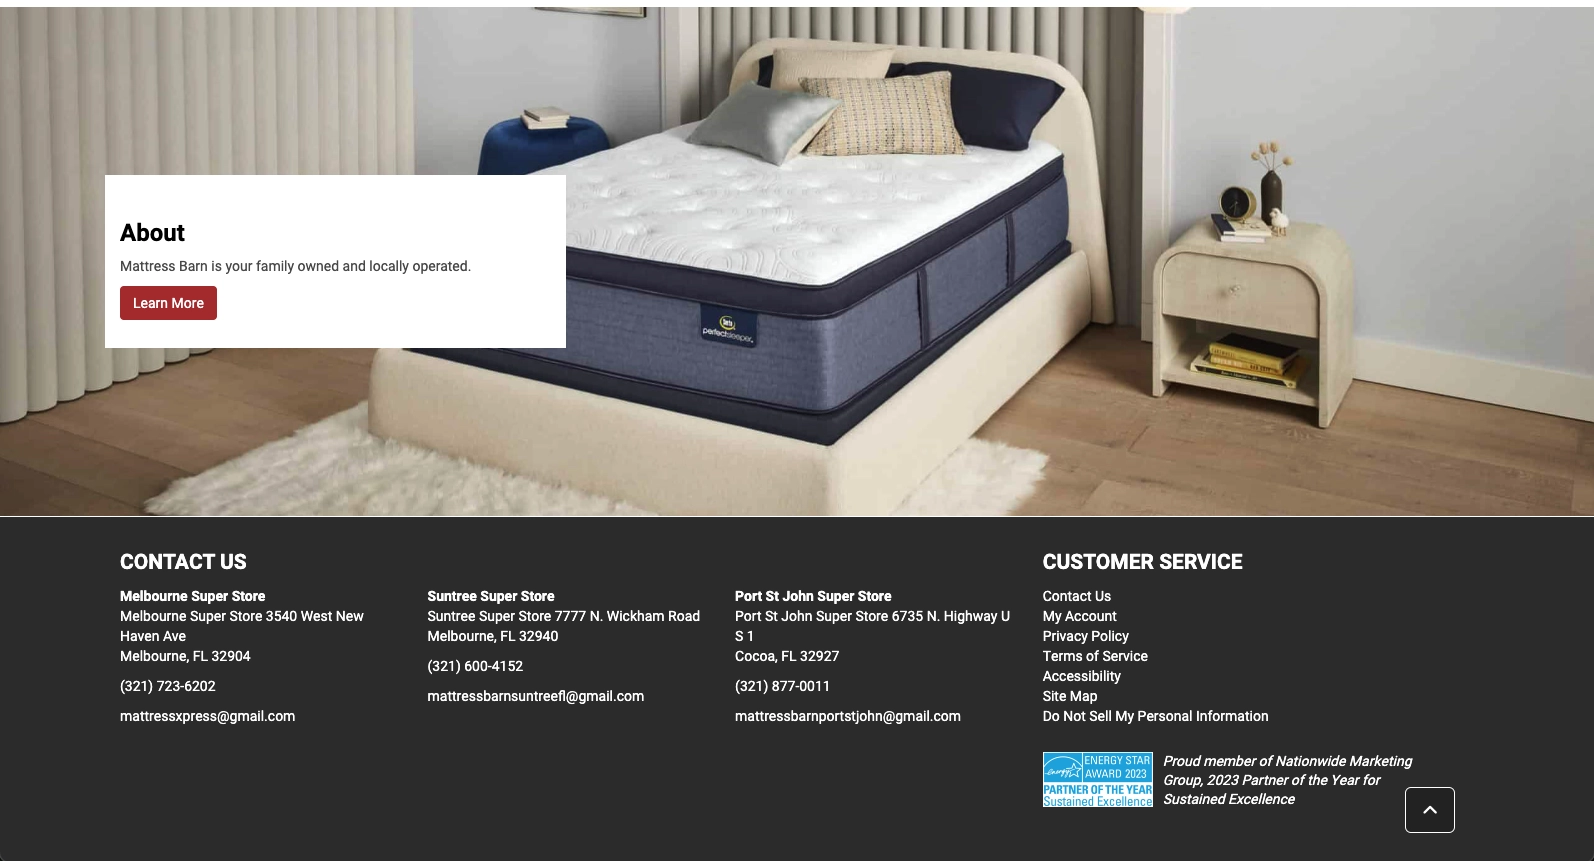 About
Mattress Barn is your family owned and locally operated.
Learn More
Serta
perfectsleeper
CONTACT US
Melbourne Super Store
Melbourne Super Store 3540 West New
Haven Ave
Melbourne, FL 32904
(321) 723-6202
mattressxpress@gmail.com
Suntree Super Store
Suntree Super Store 7777 N. Wickham Road
Melbourne, FL 32940
(321) 600-4152
mattressbarnsuntreefl@gmail.com
Port St John Super Store
Port St John Super Store 6735 N. Highway U
S 1
Cocoa, FL 32927
(321) 877-0011
mattressbarnportstjohn@gmail.com
CUSTOMER SERVICE
Contact Us
My Account
Privacy Policy
Terms of Service
Accessibility
Site Map
Do Not Sell My Personal Information
energy
ENERGY STAR
AWARD 2023
PARTNER OF THE YEAR
Sustained Excellence
Proud member of Nationwide Marketing
Group, 2023 Partner of the Year for
Sustained Excellence